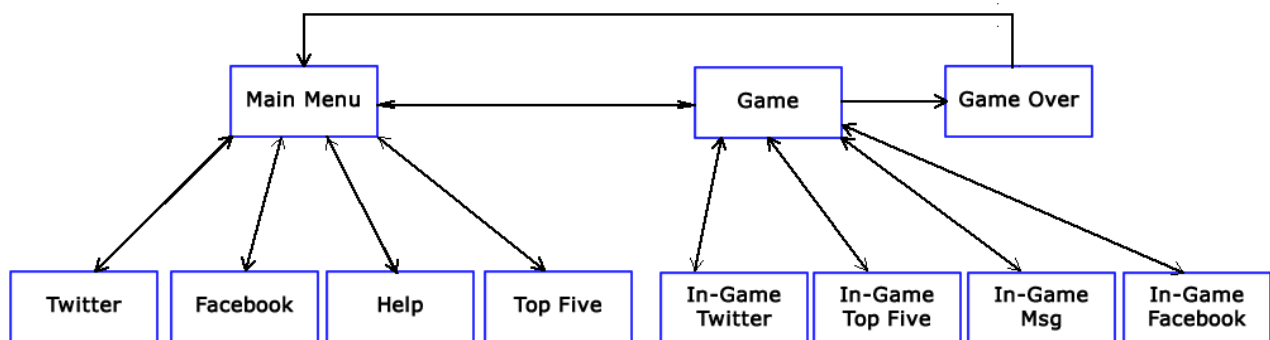 Main Menu
Game
Game Over
Twitter
Facebook
Help
Top Five
In-Game
Twitter
In-Game
Top Five
In-Game
Msg
In-Game
Facebook